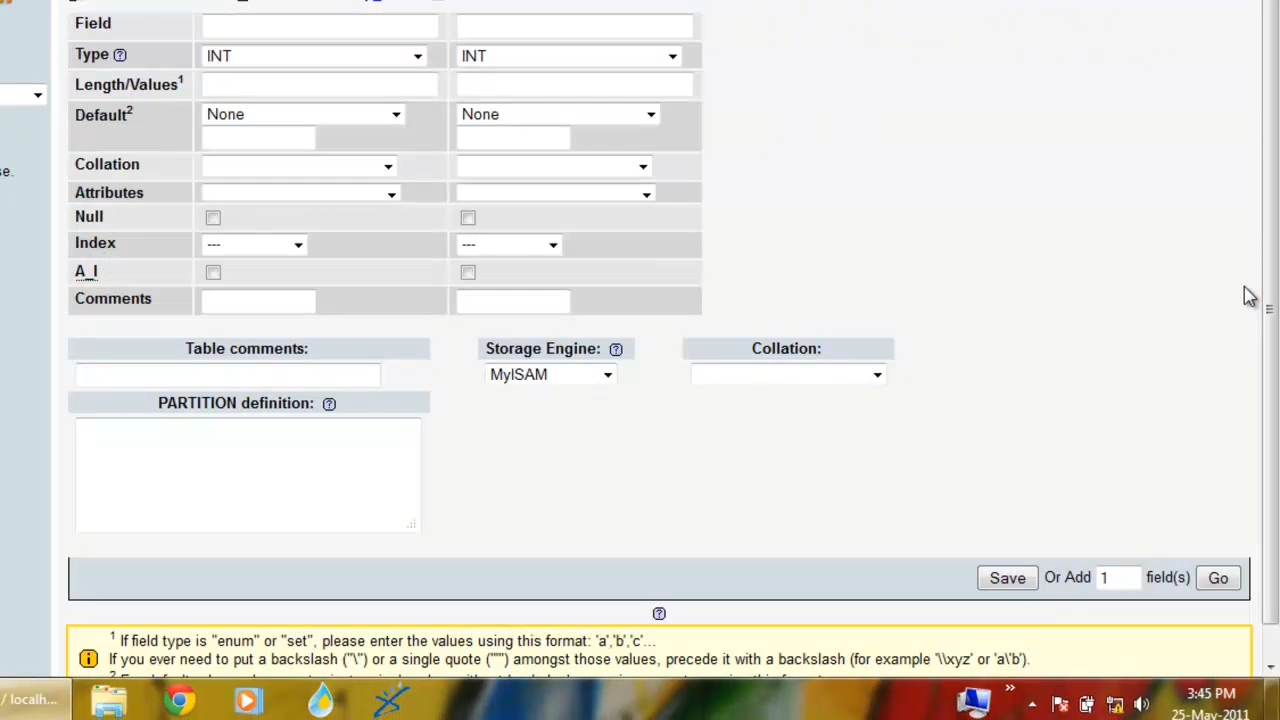 Field
Type INT INT
Length/Values1
Default2 None None
Collation
Attributes
Null
Index --- ---
A_I
Comments
Table comments: Storage Engine: Collation:
MyISAM
PARTITION definition:
Save Or Add 1 field(s) Go
1 If field type is "enum" or "set", please enter the values using this format: 'a','b','c'...
If you ever need to put a backslash ("\") or a single quote ("'") amongst those values, precede it with a backslash (for example '\\xyz' or 'a\'b').
se.
/ localh...
3:45 PM
25-May-2011